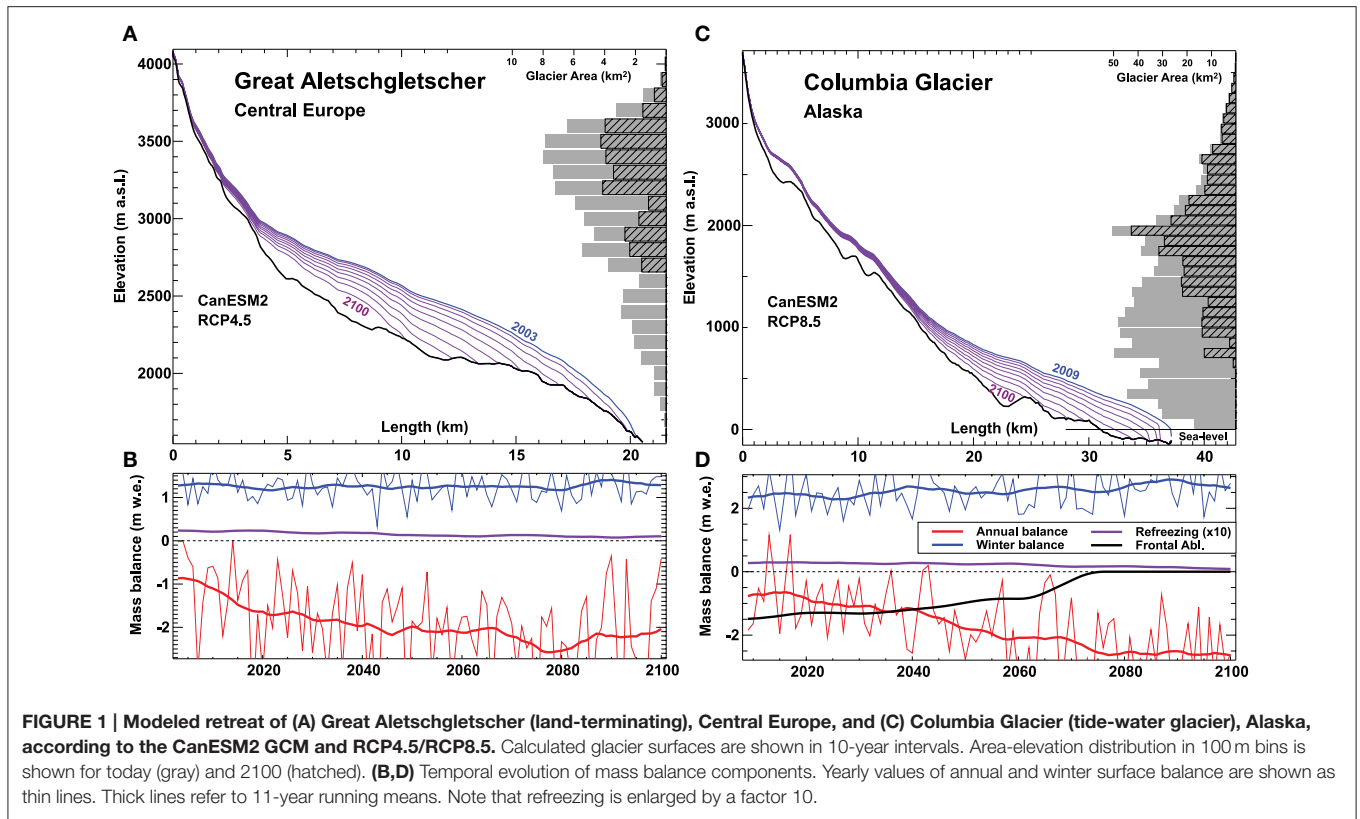 A
10 8 6 4 2
Glacier Area (km²)
Great Aletschgletscher
Central Europe
4000
3500
3000
2500
2000
Elevation (m a.s.l.)
CanESM2
RCP4.5
2100
2003
Length (km)
0 5 10 15 20
B
Mass balance (m w.e.)
1
0
-1
-2
2020 2040 2060 2080 2100
C
50 40 30 20 10
Glacier Area (km²)
Columbia Glacier
Alaska
3000
2000
1000
0
Elevation (m a.s.l.)
CanESM2
RCP8.5
2009
2100
Length (km)
Sea-level
0 10 20 30 40
D
Mass balance (m w.e.)
2
0
-2
Annual balance
Winter balance
Refreezing (x10)
Frontal Abl.
2020 2040 2060 2080 2100
FIGURE 1 | Modeled retreat of (A) Great Aletschgletscher (land-terminating), Central Europe, and (C) Columbia Glacier (tide-water glacier), Alaska,
according to the CanESM2 GCM and RCP4.5/RCP8.5. Calculated glacier surfaces are shown in 10-year intervals. Area-elevation distribution in 100 m bins is
shown for today (gray) and 2100 (hatched). (B,D) Temporal evolution of mass balance components. Yearly values of annual and winter surface balance are shown as
thin lines. Thick lines refer to 11-year running means. Note that refreezing is enlarged by a factor 10.